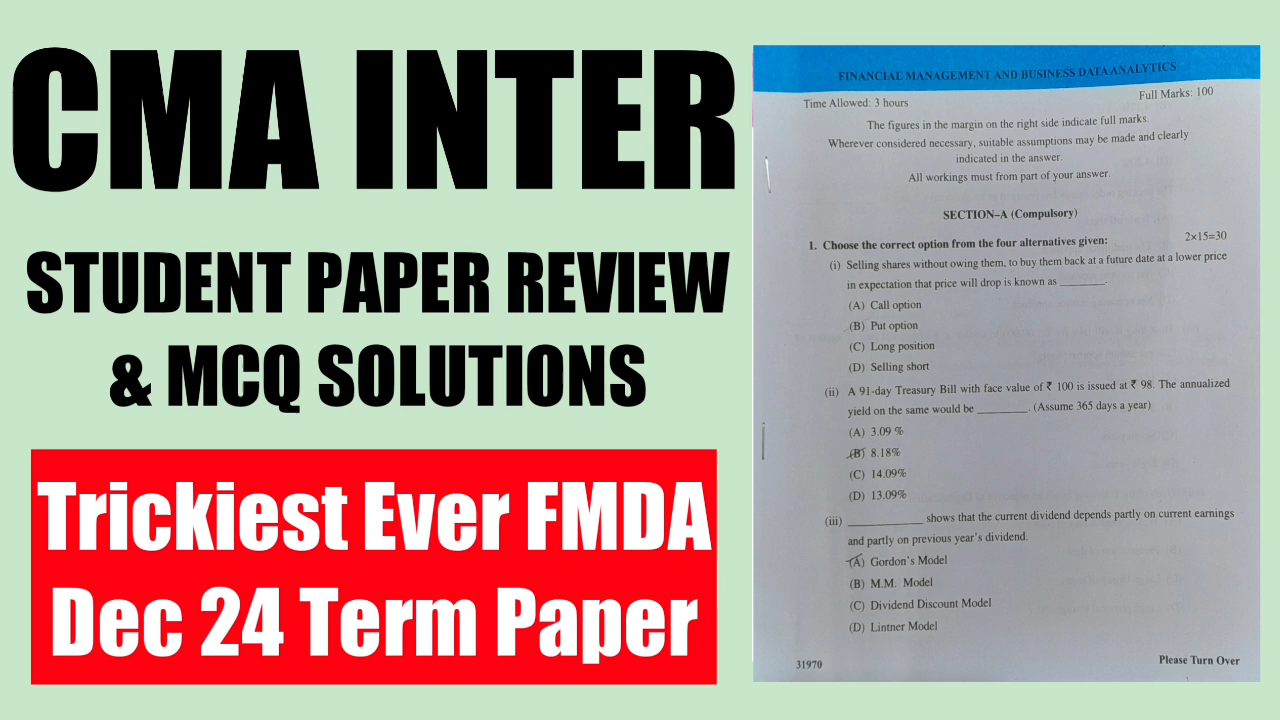 CMA INTER
STUDENT PAPER REVIEW
& MCQ SOLUTIONS
Trickiest Ever FMDA
Dec 24 Term Paper
FINANCIAL MANAGEMENT AND BUSINESS DATA ANALYTICS
Time Allowed: 3 hours
Full Marks: 100
The figures in the margin on the right side indicate full marks.
Wherever considered necessary, suitable assumptions may be made and clearly
indicated in the answer.
All workings must from part of your answer.
SECTION–A (Compulsory)
1. Choose the correct option from the four alternatives given:
2×15=30
(i) Selling shares without owing them, to buy them back at a future date at a lower price
in expectation that price will drop is known as ________.
(A) Call option
(B) Put option
(C) Long position
(D) Selling short
(ii) A 91-day Treasury Bill with face value of ₹ 100 is issued at ₹ 98. The annualized
yield on the same would be ________. (Assume 365 days a year)
(A) 3.09 %
(B) 8.18%
(C) 14.09%
(D) 13.09%
(iii) ____________ shows that the current dividend depends partly on current earnings
and partly on previous year's dividend.
(A) Gordon's Model
(B) M.M. Model
(C) Dividend Discount Model
(D) Lintner Model
31970
Please Turn Over